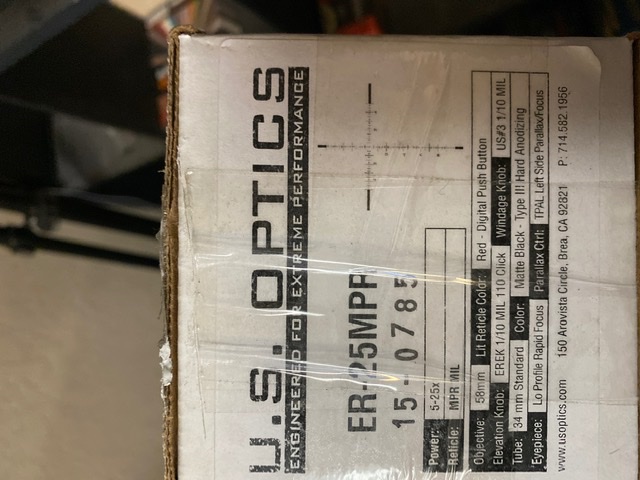 U.S. OPTICS
ENGINEERED FOR EXTREME PERFORMANCE
ER-25MPR
15-0785
Power: 5-25x
Reticle: MPR MIL
Objective: 58mm Lit Reticle Color: Red - Digital Push Button
Elevation Knob: EREK 1/10 MIL 110 Click Windage Knob: US#3 1/10 MIL
Tube: 34 mm Standard Color: Matte Black - Type III Hard Anodizing
Eyepiece: Lo Profile Rapid Focus Parallax Ctrl: TPAL Left Side Parallax/Focus
www.usoptics.com 150 Arovista Circle, Brea, CA 92821 P: 714.582.1956